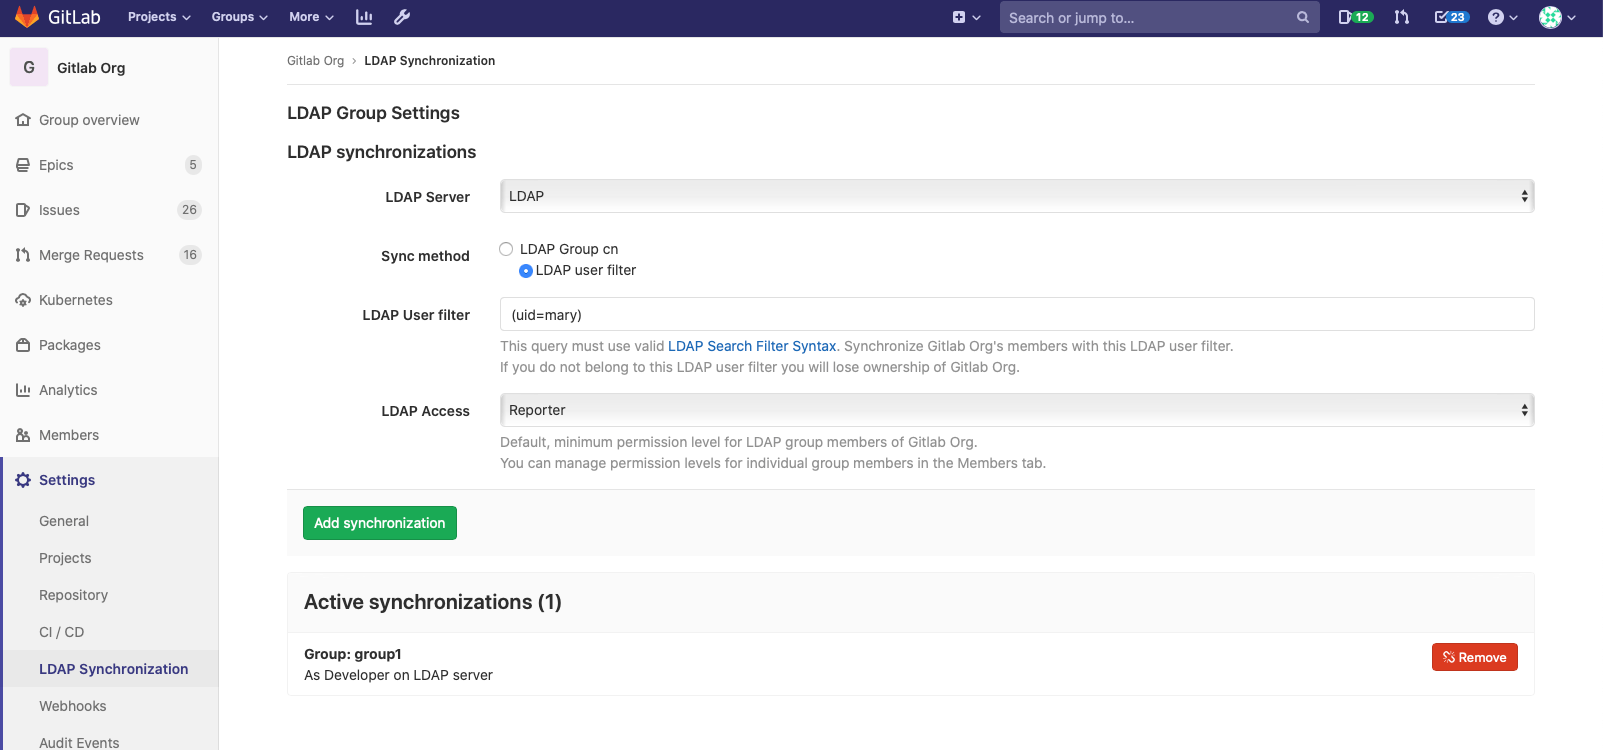 GitLab Projects Groups More Search or jump to... 12 23 ?
G Gitlab Org
Group overview
Epics 5
Issues 26
Merge Requests 16
Kubernetes
Packages
Analytics
Members
Settings
General
Projects
Repository
CI / CD
LDAP Synchronization
Webhooks
Audit Events
Gitlab Org › LDAP Synchronization
LDAP Group Settings
LDAP synchronizations
LDAP Server LDAP
Sync method LDAP Group cn
LDAP user filter
LDAP User filter (uid=mary)
This query must use valid LDAP Search Filter Syntax. Synchronize Gitlab Org's members with this LDAP user filter.
If you do not belong to this LDAP user filter you will lose ownership of Gitlab Org.
LDAP Access Reporter
Default, minimum permission level for LDAP group members of Gitlab Org.
You can manage permission levels for individual group members in the Members tab.
Add synchronization
Active synchronizations (1)
Group: group1
As Developer on LDAP server
Remove